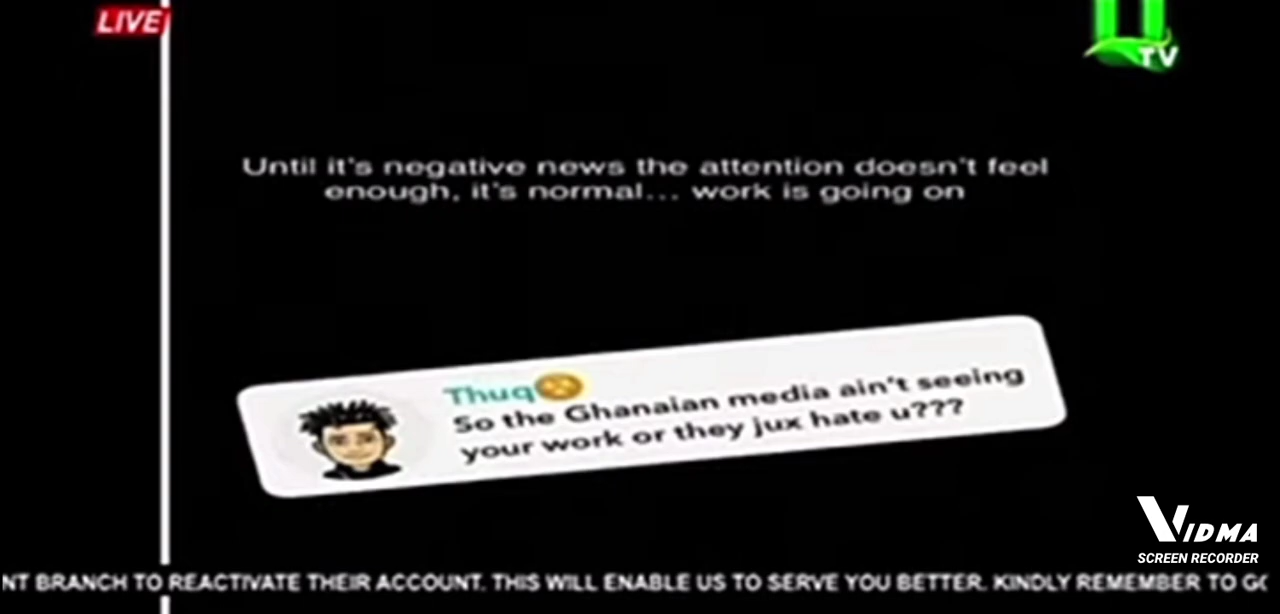 LIVE
TV
Until it's negative news the attention doesn't feel
enough, it's normal... work is going on
Thug
So the Ghanaian media ain't seeing
your work or they jux hate u???
VIDMA
SCREEN RECORDER
NT BRANCH TO REACTIVATE THEIR ACCOUNT. THIS WILL ENABLE US TO SERVE YOU BETTER. KINDLY REMEMBER TO